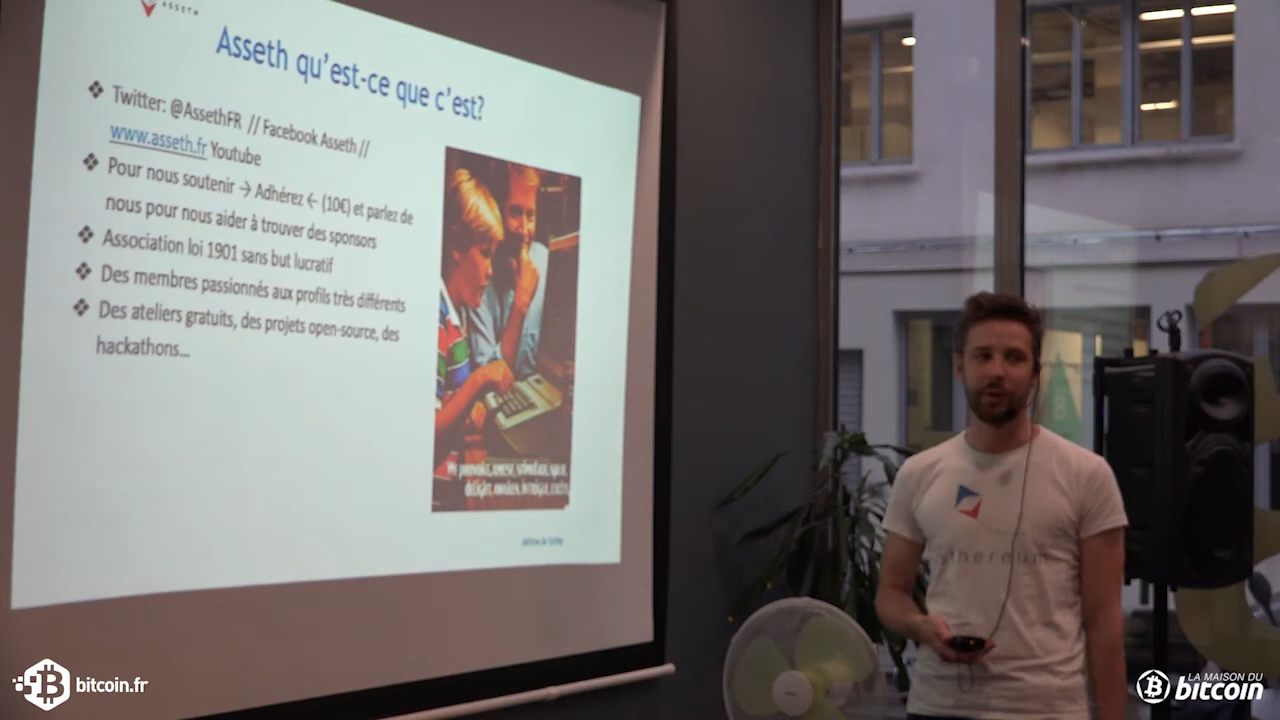 ASSETH
Asseth qu'est-ce que c'est?
❖ Twitter: @AssethFR // Facebook Asseth //
www.asseth.fr Youtube
❖ Pour nous soutenir → Adhérez ← (10€) et parlez de
nous pour nous aider à trouver des sponsors
❖ Association loi 1901 sans but lucratif
❖ Des membres passionnés aux profils très différents
❖ Des ateliers gratuits, des projets open-source, des
hackathons...
ethereum
bitcoin.fr
LA MAISON DU
bitcoin